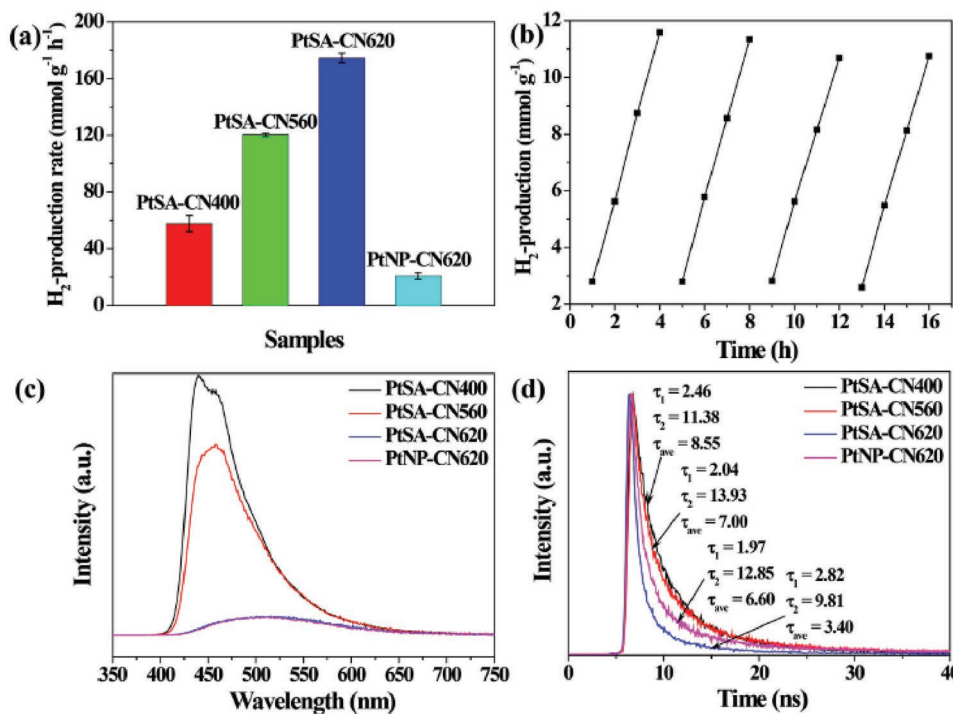 (a)
H₂-production rate (mmol g⁻¹ h⁻¹)
200
160
120
80
40
0
PtSA-CN400
PtSA-CN560
PtSA-CN620
PtNP-CN620
Samples
(b)
H₂-production (mmol g⁻¹)
12
11
10
8
6
4
2
0 2 4 6 8 10 12 14 16
Time (h)
(c)
Intensity (a.u.)
PtSA-CN400
PtSA-CN560
PtSA-CN620
PtNP-CN620
350 400 450 500 550 600 650 700 750
Wavelength (nm)
(d)
Intensity (a.u.)
PtSA-CN400
PtSA-CN560
PtSA-CN620
PtNP-CN620
τ₁ = 2.46
τ₂ = 11.38
τave = 8.55
τ₁ = 2.04
τ₂ = 13.93
τave = 7.00
τ₁ = 1.97
τ₂ = 12.85
τave = 6.60
τ₁ = 2.82
τ₂ = 9.81
τave = 3.40
0 10 20 30 40
Time (ns)